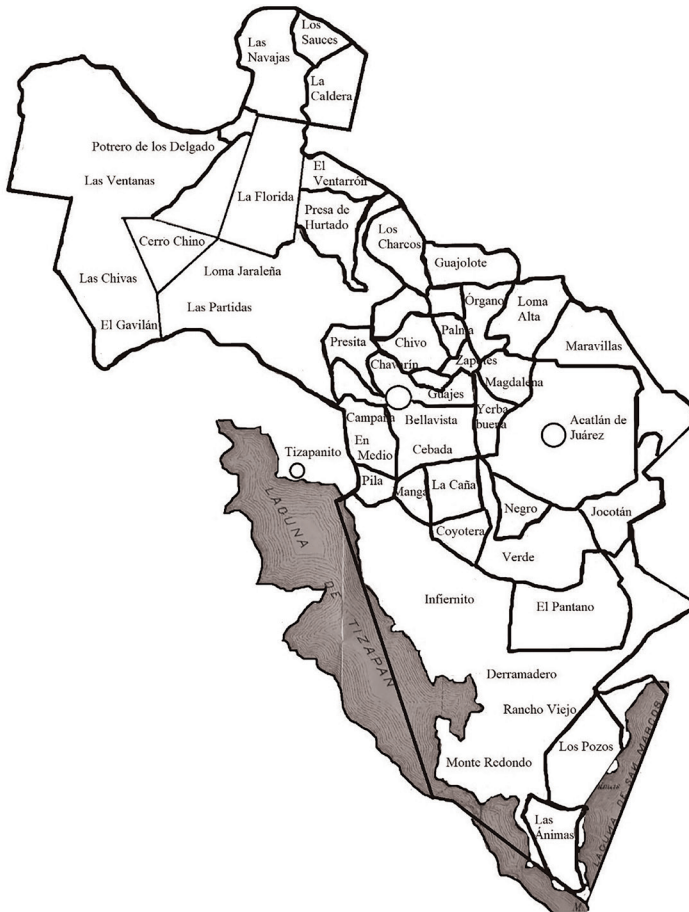 Los
Sauces
Las
Navajas
La
Caldera
Potrero de los Delgado
El
Ventarrón
Las Ventanas
La Florida
Presa de
Hurtado
Los
Charcos
Cerro Chino
Guajolote
Loma Jaraleña
Las Chivas
Las Partidas
El Gavilán
Órgano
Loma
Alta
Palma
Presita
Chivo
Maravillas
Chavarín
Zapotes
Magdalena
Guajes
Campaña
Bellavista
Yerba
buena
Acatlán de
Juárez
En
Medio
Cebada
Tizapanito
Pila
Manga
La Caña
Negro
Jocotán
Coyotera
Verde
Infiernito
El Pantano
LAGUNA
DE TIZAPÁN
Derramadero
Rancho Viejo
Los Pozos
Monte Redondo
LAGUNA DE SAN MARCOS
Las
Ánimas